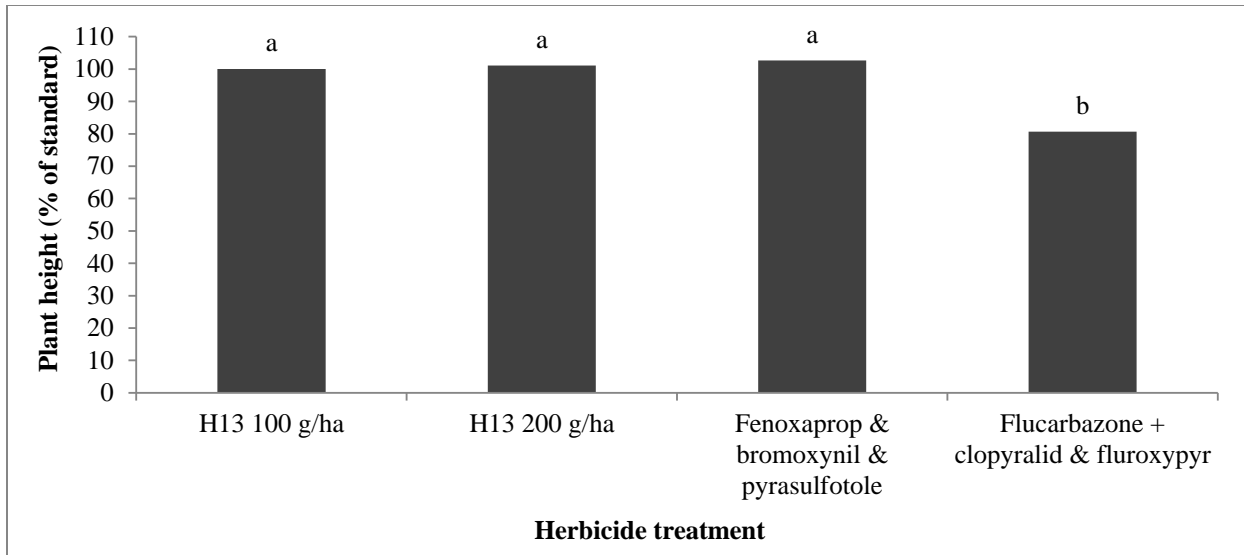 Plant height (% of standard)
110
100
90
80
70
60
50
40
30
20
10
0
a
a
a
b
H13 100 g/ha
H13 200 g/ha
Fenoxaprop &
bromoxynil &
pyrasulfotole
Flucarbazone +
clopyralid & fluroxypyr
Herbicide treatment